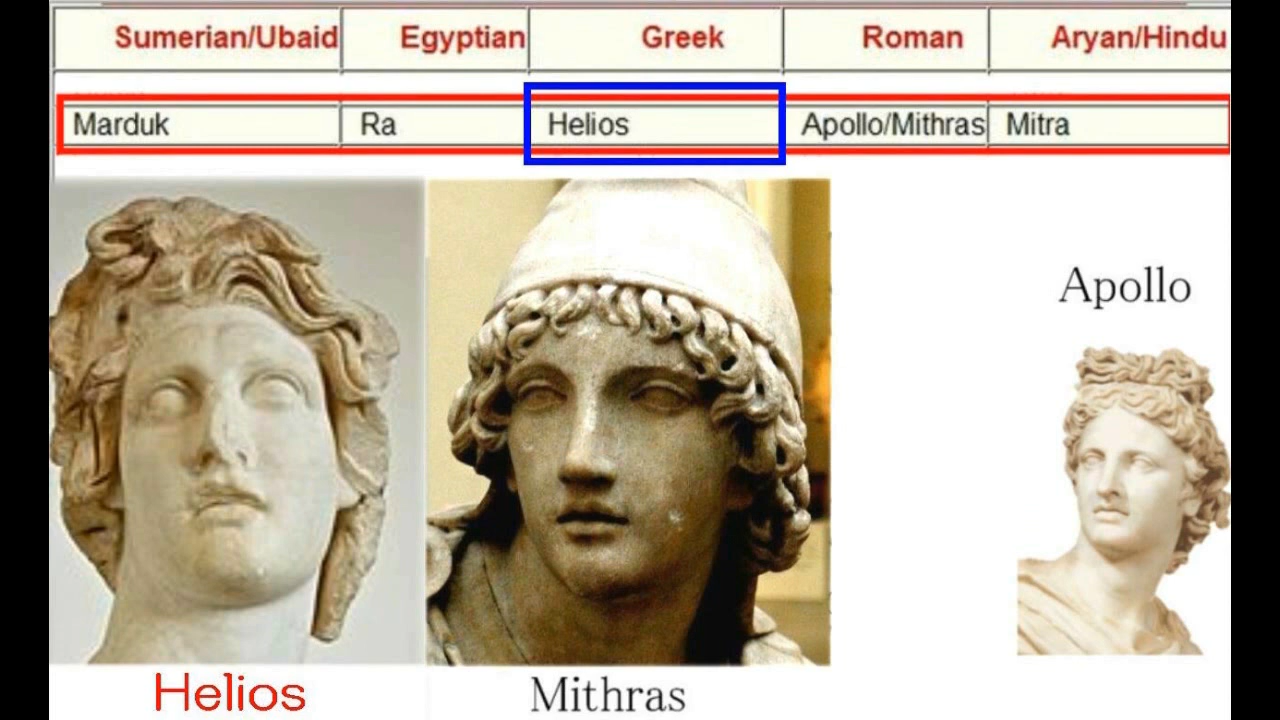 Sumerian/Ubaid Egyptian Greek Roman Aryan/Hindu
Marduk Ra Helios Apollo/Mithras Mitra
Apollo
Helios Mithras